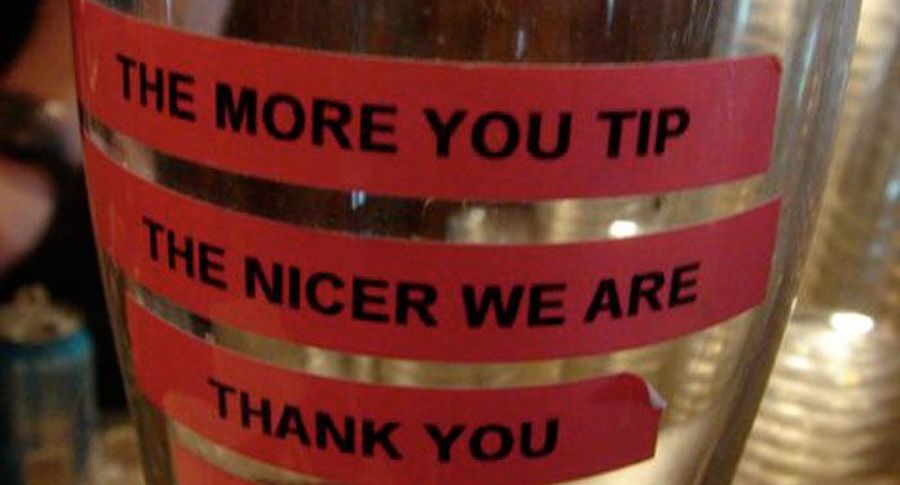 THE MORE YOU TIP
THE NICER WE ARE
THANK YOU